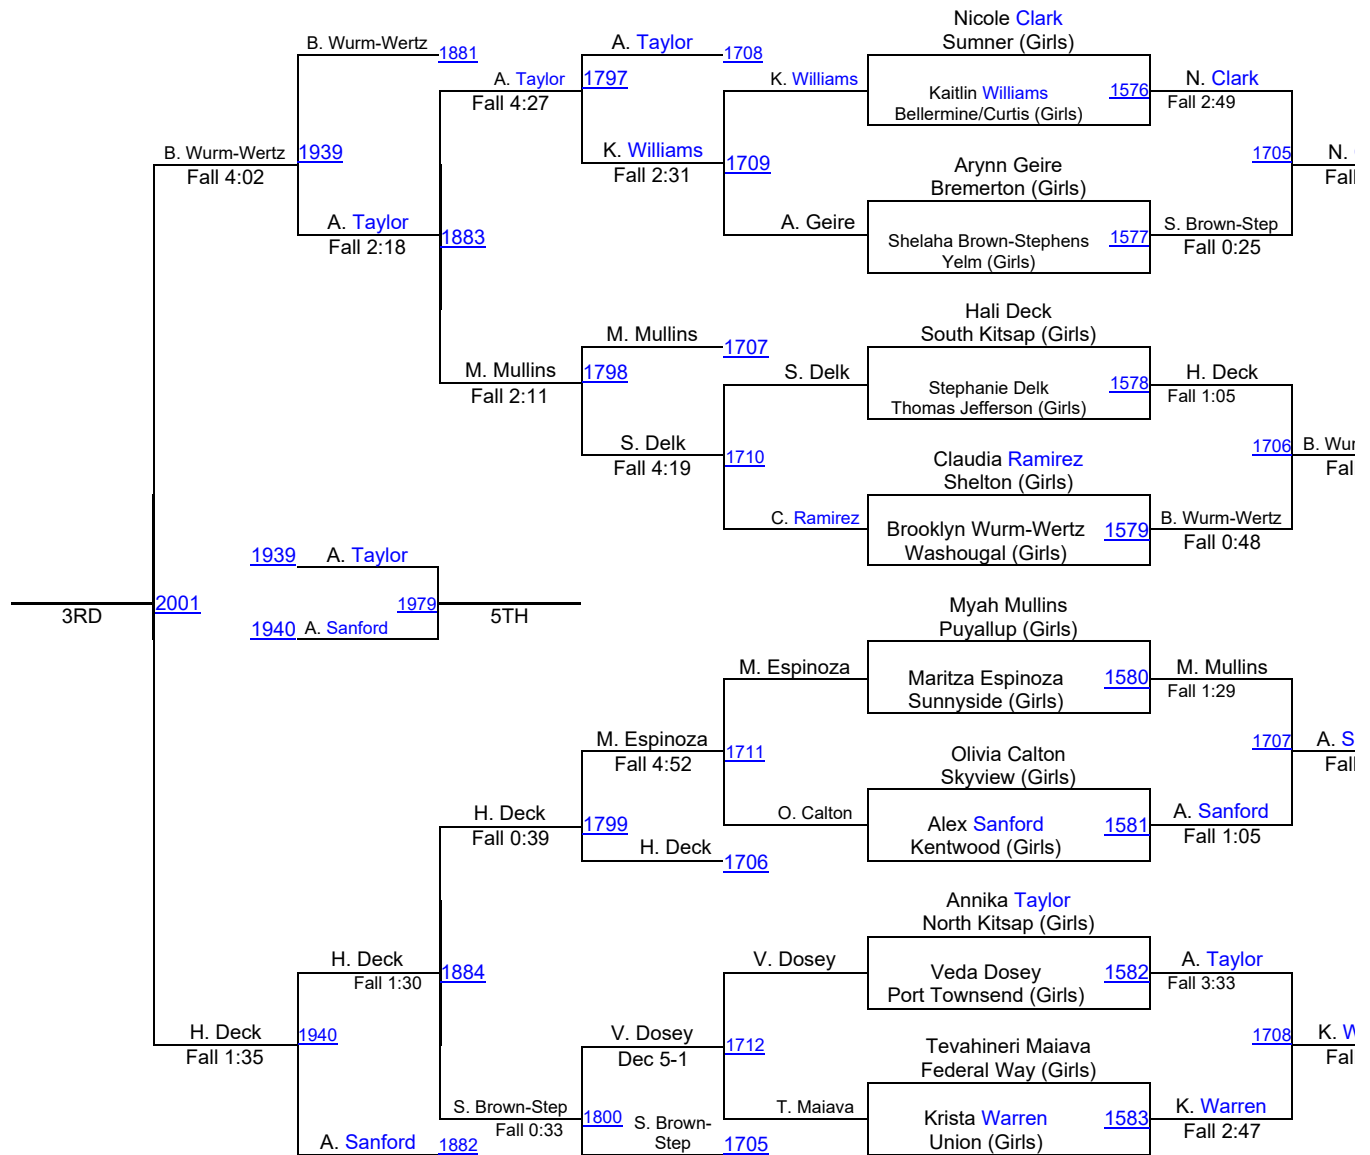 Nicole Clark
Sumner (Girls)
B. Wurm-Wertz
1881
A. Taylor
1708
A. Taylor
1797
Fall 4:27
K. Williams
Kaitlin Williams
Bellermine/Curtis (Girls)
1576
N. Clark
Fall 2:49
B. Wurm-Wertz
1939
Fall 4:02
K. Williams
Fall 2:31
1709
Arynn Geire
Bremerton (Girls)
1705
N.
Fall
A. Taylor
Fall 2:18
1883
A. Geire
Shelaha Brown-Stephens
Yelm (Girls)
1577
S. Brown-Step
Fall 0:25
Hali Deck
South Kitsap (Girls)
M. Mullins
1707
M. Mullins
Fall 2:11
1798
S. Delk
Stephanie Delk
Thomas Jefferson (Girls)
1578
H. Deck
Fall 1:05
S. Delk
Fall 4:19
1710
Claudia Ramirez
Shelton (Girls)
1706
B. Wur
Fal
C. Ramirez
Brooklyn Wurm-Wertz
Washougal (Girls)
1579
B. Wurm-Wertz
Fall 0:48
1939
A. Taylor
3RD
2001
1979
5TH
1940
A. Sanford
Myah Mullins
Puyallup (Girls)
M. Espinoza
Maritza Espinoza
Sunnyside (Girls)
1580
M. Mullins
Fall 1:29
M. Espinoza
Fall 4:52
1711
Olivia Calton
Skyview (Girls)
1707
A. S
Fall
H. Deck
Fall 0:39
1799
O. Calton
Alex Sanford
Kentwood (Girls)
1581
A. Sanford
Fall 1:05
H. Deck
1706
Annika Taylor
North Kitsap (Girls)
H. Deck
Fall 1:30
1884
V. Dosey
Veda Dosey
Port Townsend (Girls)
1582
A. Taylor
Fall 3:33
H. Deck
Fall 1:35
1940
V. Dosey
Dec 5-1
1712
Tevahineri Maiava
Federal Way (Girls)
1708
K. W
Fal
S. Brown-Step
Fall 0:33
1800
S. Brown-
Step
1705
T. Maiava
Krista Warren
Union (Girls)
1583
K. Warren
Fall 2:47
A. Sanford
1882